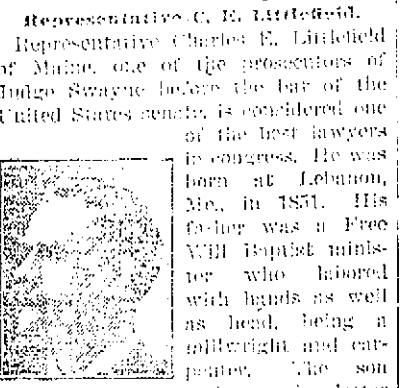 Representative C. E. Littlefield.
Representative Charles E. Littlefield
of Maine, one of the prosecutors of
Judge Swayne before the bar of the
United States senate, is considered one
of the best lawyers
in congress. He was
born at Lebanon,
Me., in 1851. His
father was a Free
Will Baptist minis-
ter who labored
with hands as well
as head, being a
millwright and car-
penter. The son